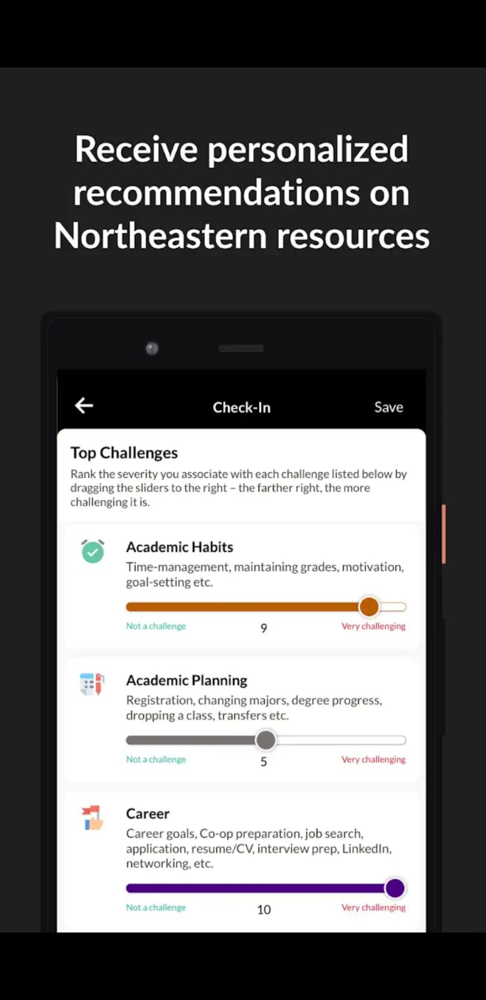 Receive personalized
recommendations on
Northeastern resources
Check-In
Save
Top Challenges
Rank the severity you associate with each challenge listed below by
dragging the sliders to the right – the farther right, the more
challenging it is.
Academic Habits
Time-management, maintaining grades, motivation,
goal-setting etc.
Not a challenge
9
Very challenging
Academic Planning
Registration, changing majors, degree progress,
dropping a class, transfers etc.
Not a challenge
5
Very challenging
Career
Career goals, Co-op preparation, job search,
application, resume/CV, interview prep, LinkedIn,
networking, etc.
Not a challenge
10
Very challenging